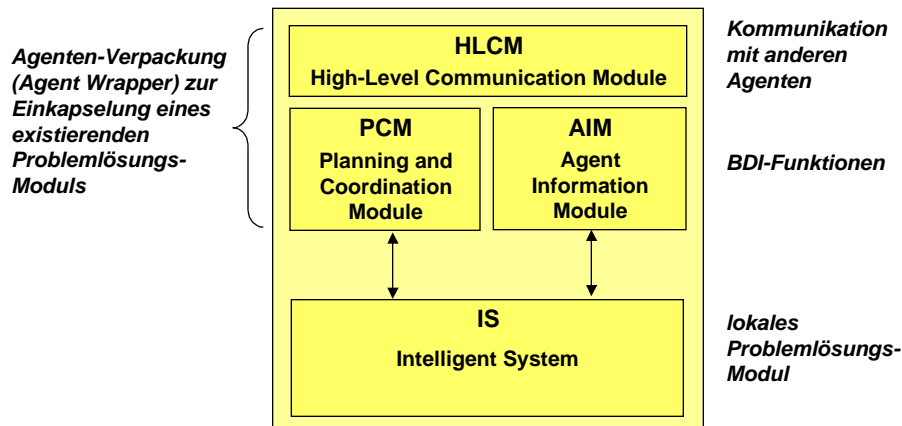 Agenten-Verpackung
(Agent Wrapper) zur
Einkapselung eines
existierenden
Problemlösungs-
Moduls
HLCM
High-Level Communication Module
PCM
Planning and
Coordination
Module
AIM
Agent
Information
Module
IS
Intelligent System
Kommunikation
mit anderen
Agenten
BDI-Funktionen
lokales
Problemlösungs-
Modul